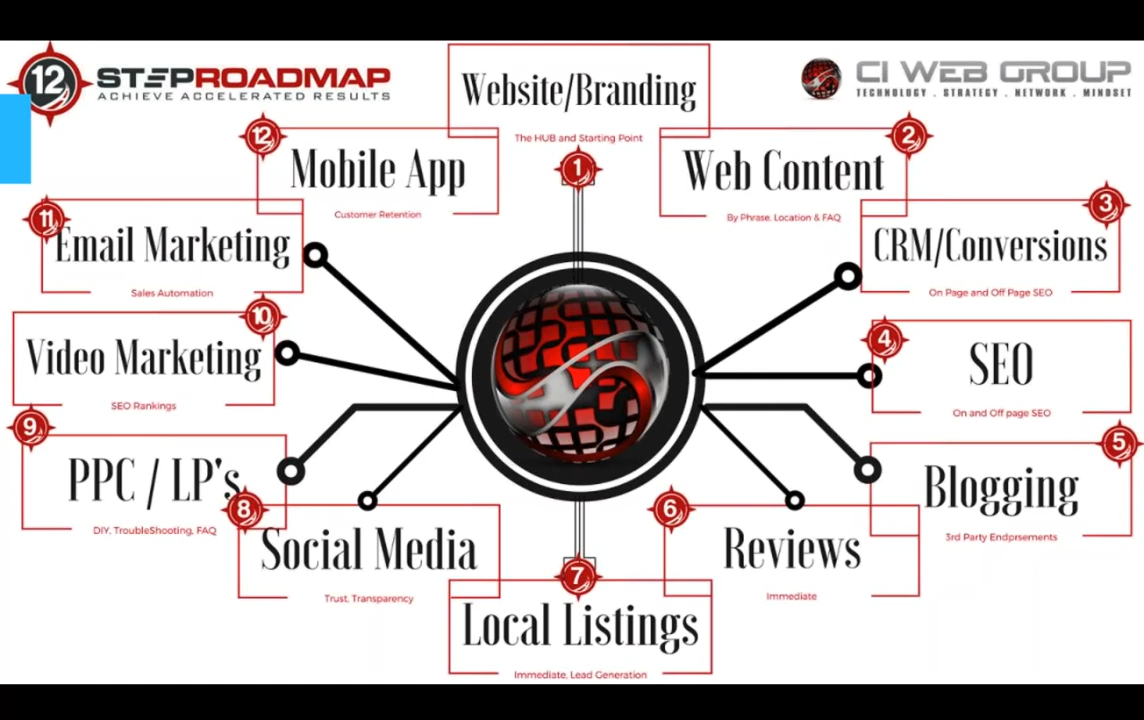 12 STEPROADMAP
ACHIEVE ACCELERATED RESULTS
CI WEB GROUP
TECHNOLOGY . STRATEGY . NETWORK . MINDSET
Website/Branding
The HUB and Starting Point
1
2
Web Content
By Phrase, Location & FAQ
3
CRM/Conversions
On Page and Off Page SEO
4
SEO
On and Off page SEO
5
Blogging
3rd Party Endprsements
6
Reviews
Immediate
7
Local Listings
Immediate, Lead Generation
8
Social Media
Trust, Transparency
9
PPC / LP's
DIY, TroubleShooting, FAQ
10
Video Marketing
SEO Rankings
11
Email Marketing
Sales Automation
12
Mobile App
Customer Retention